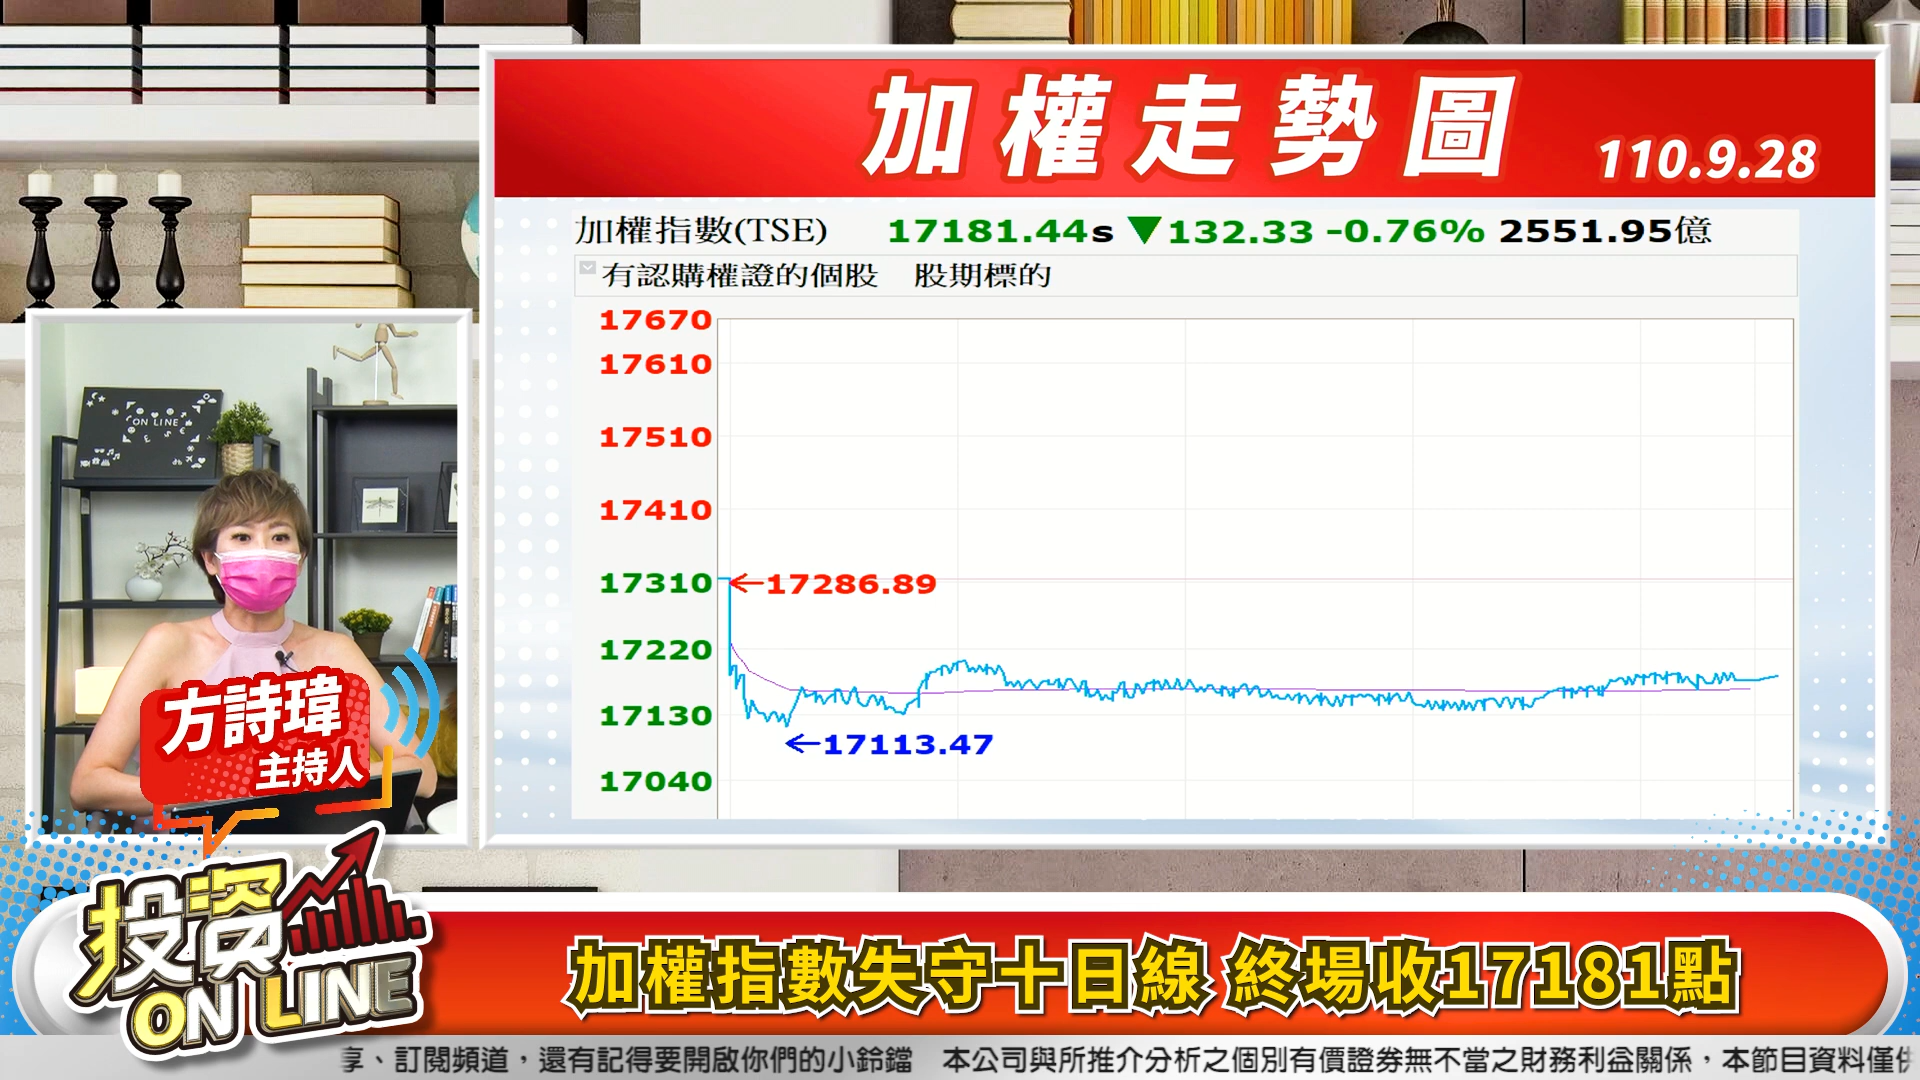 加權走勢圖
110.9.28
加權指數(TSE) 17181.44s ▼132.33 -0.76% 2551.95億
有認購權證的個股 股期標的
17670
17610
17510
17410
17310
17286.89
17220
17130
17113.47
17040
ON LINE
方詩瑋
主持人
投資
ON LINE
加權指數失守十日線 終場收17181點
享、訂閱頻道，還有記得要開啟你們的小鈴鐺 本公司與所推介分析之個別有價證券無不當之財務利益關係，本節目資料僅供